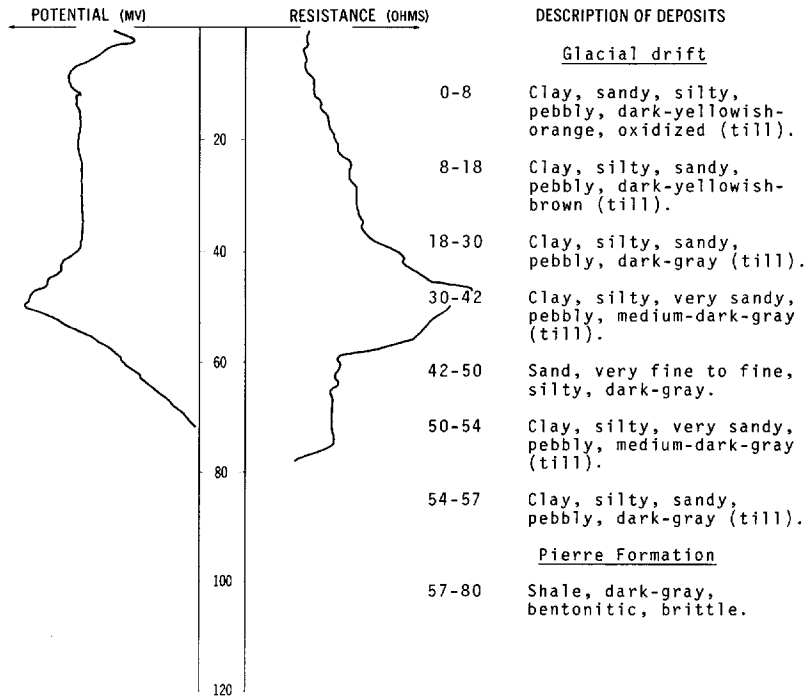 POTENTIAL (MV)
RESISTANCE (OHMS)
DESCRIPTION OF DEPOSITS
Glacial drift
0-8 Clay, sandy, silty,
pebbly, dark-yellowish-
orange, oxidized (till).
8-18 Clay, silty, sandy,
pebbly, dark-yellowish-
brown (till).
18-30 Clay, silty, sandy,
pebbly, dark-gray (till).
30-42 Clay, silty, very sandy,
pebbly, medium-dark-gray
(till).
42-50 Sand, very fine to fine,
silty, dark-gray.
50-54 Clay, silty, very sandy,
pebbly, medium-dark-gray
(till).
54-57 Clay, silty, sandy,
pebbly, dark-gray (till).
Pierre Formation
57-80 Shale, dark-gray,
bentonitic, brittle.
20
40
60
80
100
120